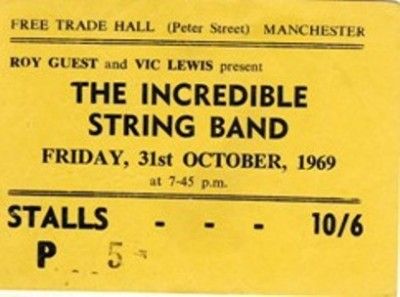 FREE TRADE HALL (Peter Street) MANCHESTER
ROY GUEST and VIC LEWIS present
THE INCREDIBLE
STRING BAND
FRIDAY, 31st OCTOBER, 1969
at 7-45 p.m.
STALLS - - - 10/6
P 5